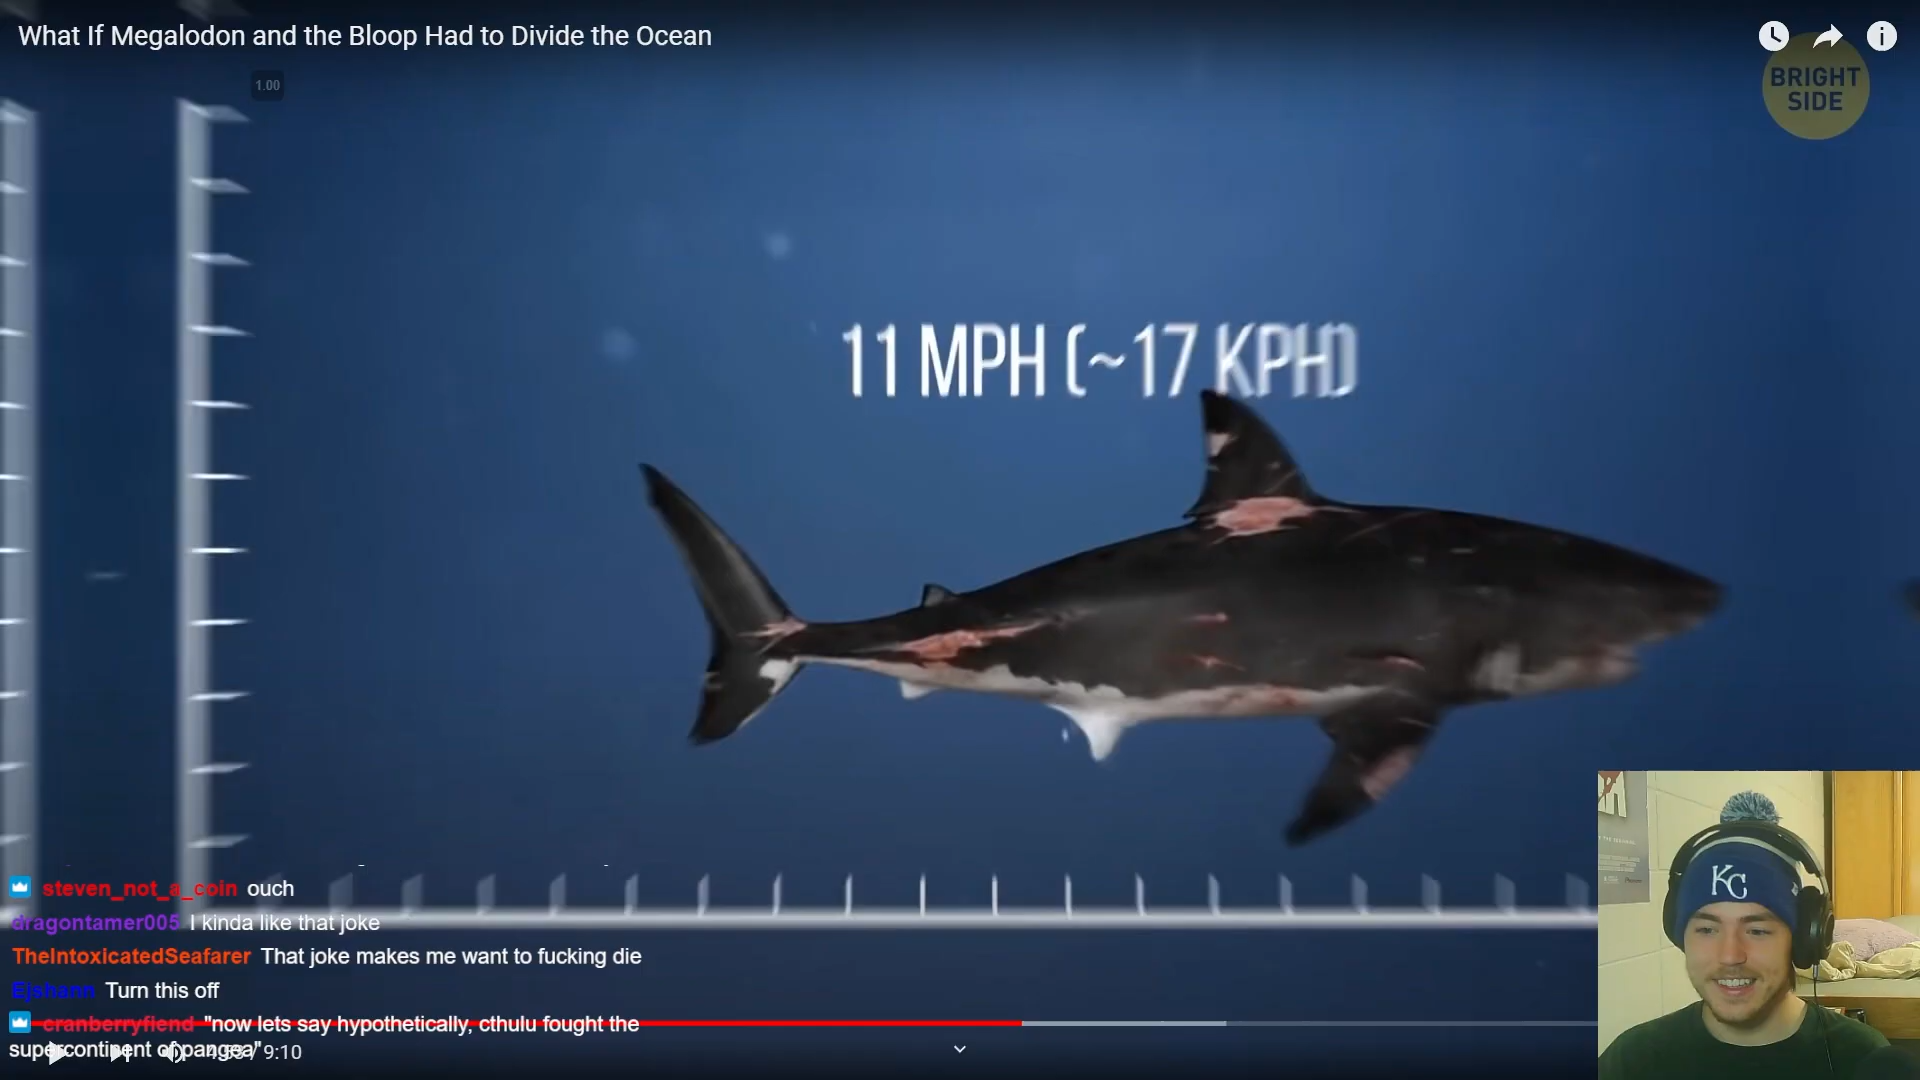 What If Megalodon and the Bloop Had to Divide the Ocean
1.00
BRIGHT
SIDE
11 MPH (~17 KPH)
KC
steven_not_a_coin ouch
dragontamer005 I kinda like that joke
TheIntoxicatedSeafarer That joke makes me want to fucking die
Ejshann Turn this off
cranberryfiend "now lets say hypothetically, cthulu fought the
supercontinent of pangea"
/ 9:10